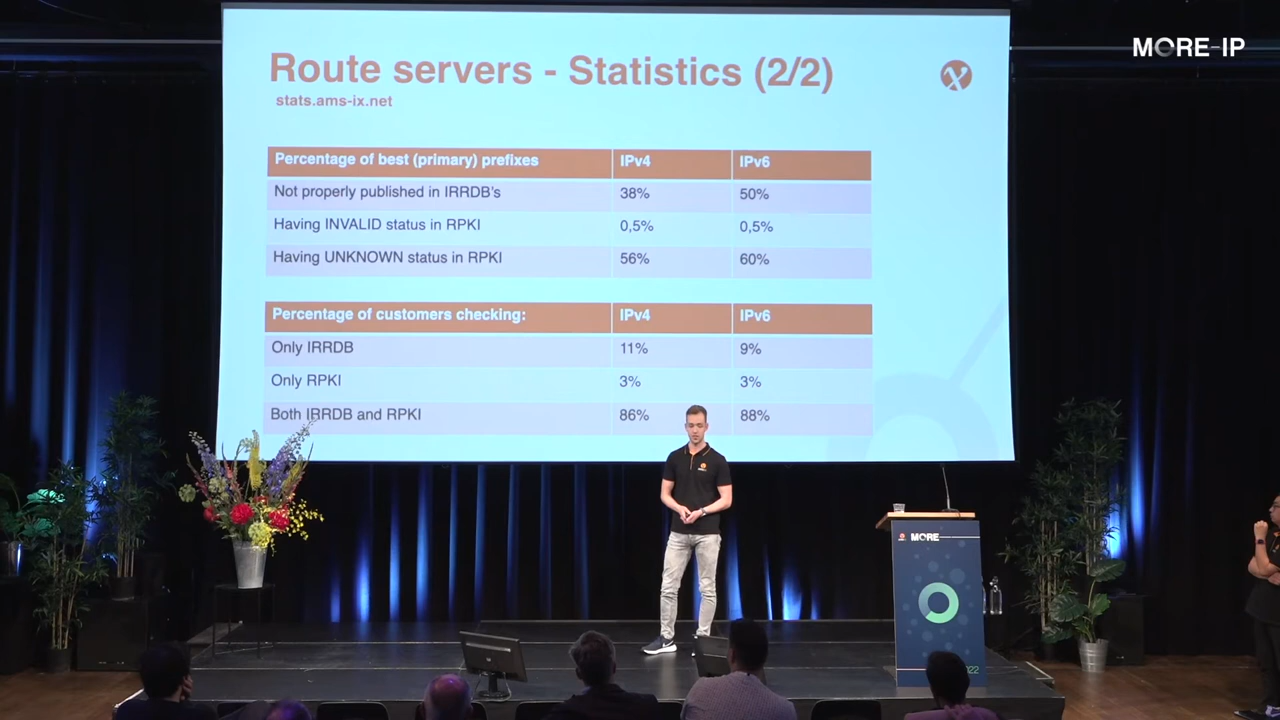 MORE-IP
Route servers - Statistics (2/2)
stats.ams-ix.net
Percentage of best (primary) prefixes IPv4 IPv6
Not properly published in IRRDB's 38% 50%
Having INVALID status in RPKI 0,5% 0,5%
Having UNKNOWN status in RPKI 56% 60%
Percentage of customers checking: IPv4 IPv6
Only IRRDB 11% 9%
Only RPKI 3% 3%
Both IRRDB and RPKI 86% 88%
MORE